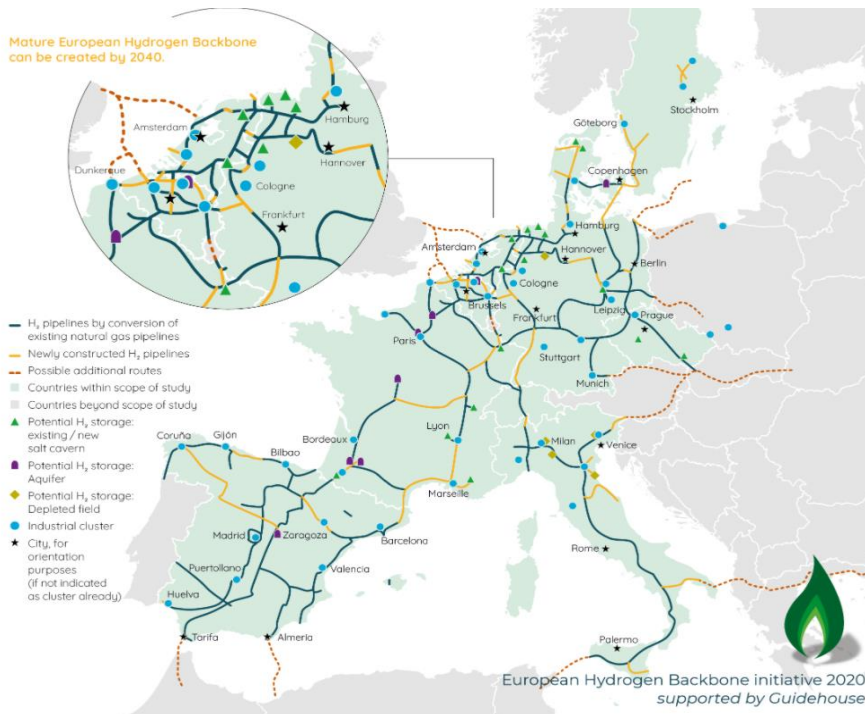 Mature European Hydrogen Backbone
can be created by 2040.
Amsterdam
Hamburg
Hannover
Dunkerque
Cologne
Frankfurt
Stockholm
Göteborg
Copenhagen
Hamburg
Amsterdam
Hannover
Berlin
Cologne
Brussels
Leipzig
Frankfurt
Prague
Paris
Stuttgart
Munich
H₂ pipelines by conversion of
existing natural gas pipelines
Newly constructed H₂ pipelines
Possible additional routes
Countries within scope of study
Countries beyond scope of study
Potential H₂ storage:
existing / new
salt cavern
Potential H₂ storage:
Aquifer
Potential H₂ storage:
Depleted field
Industrial cluster
City, for
orientation
purposes
(if not indicated
as cluster already)
Coruña
Gijón
Bilbao
Bordeaux
Lyon
Milan
Venice
Marseille
Madrid
Zaragoza
Barcelona
Puertollano
Valencia
Huelva
Tarifa
Almería
Rome
Palermo
European Hydrogen Backbone initiative 2020
supported by Guidehouse